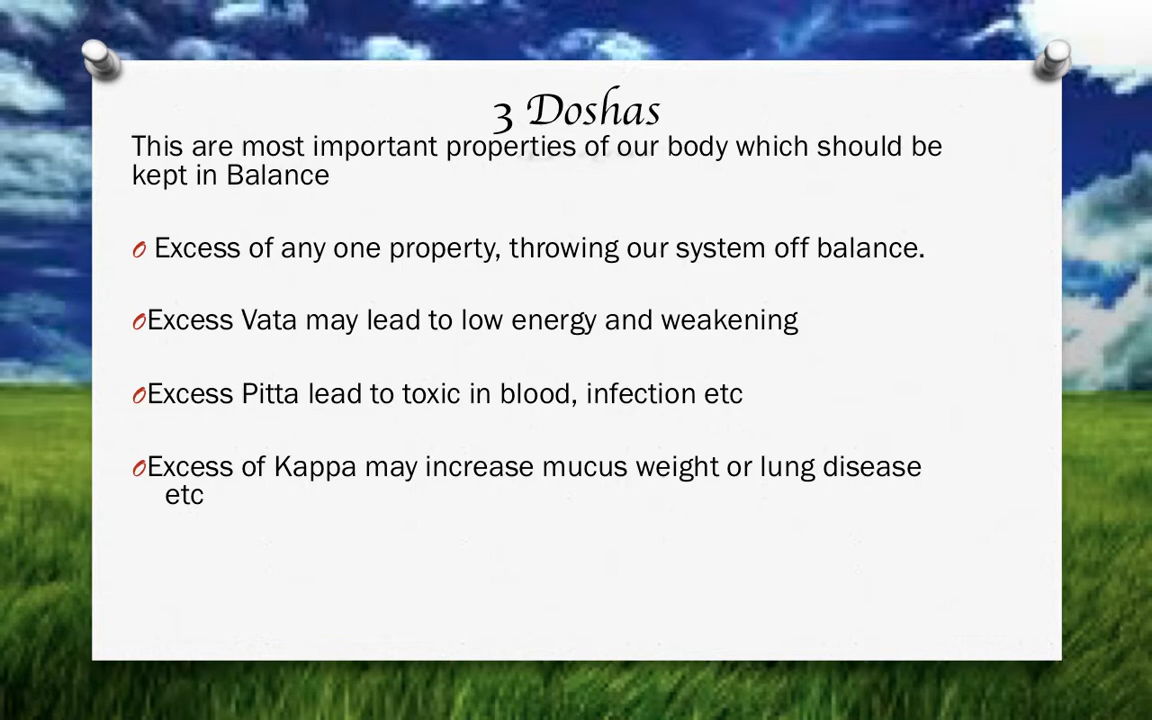 3 Doshas
This are most important properties of our body which should be
kept in Balance
Excess of any one property, throwing our system off balance.
Excess Vata may lead to low energy and weakening
Excess Pitta lead to toxic in blood, infection etc
Excess of Kappa may increase mucus weight or lung disease
etc